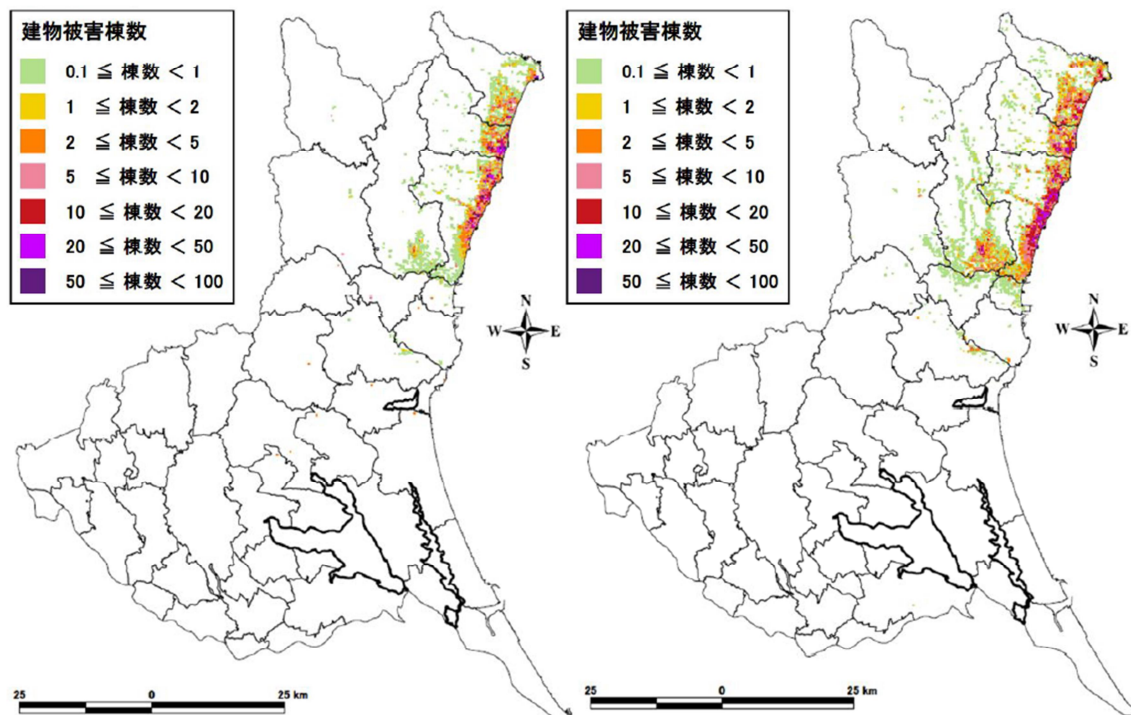 建物被害棟数
0.1 ≦ 棟数 < 1
1 ≦ 棟数 < 2
2 ≦ 棟数 < 5
5 ≦ 棟数 < 10
10 ≦ 棟数 < 20
20 ≦ 棟数 < 50
50 ≦ 棟数 < 100
N
W E
S
25 0 25 km
建物被害棟数
0.1 ≦ 棟数 < 1
1 ≦ 棟数 < 2
2 ≦ 棟数 < 5
5 ≦ 棟数 < 10
10 ≦ 棟数 < 20
20 ≦ 棟数 < 50
50 ≦ 棟数 < 100
N
W E
S
25 0 25 km